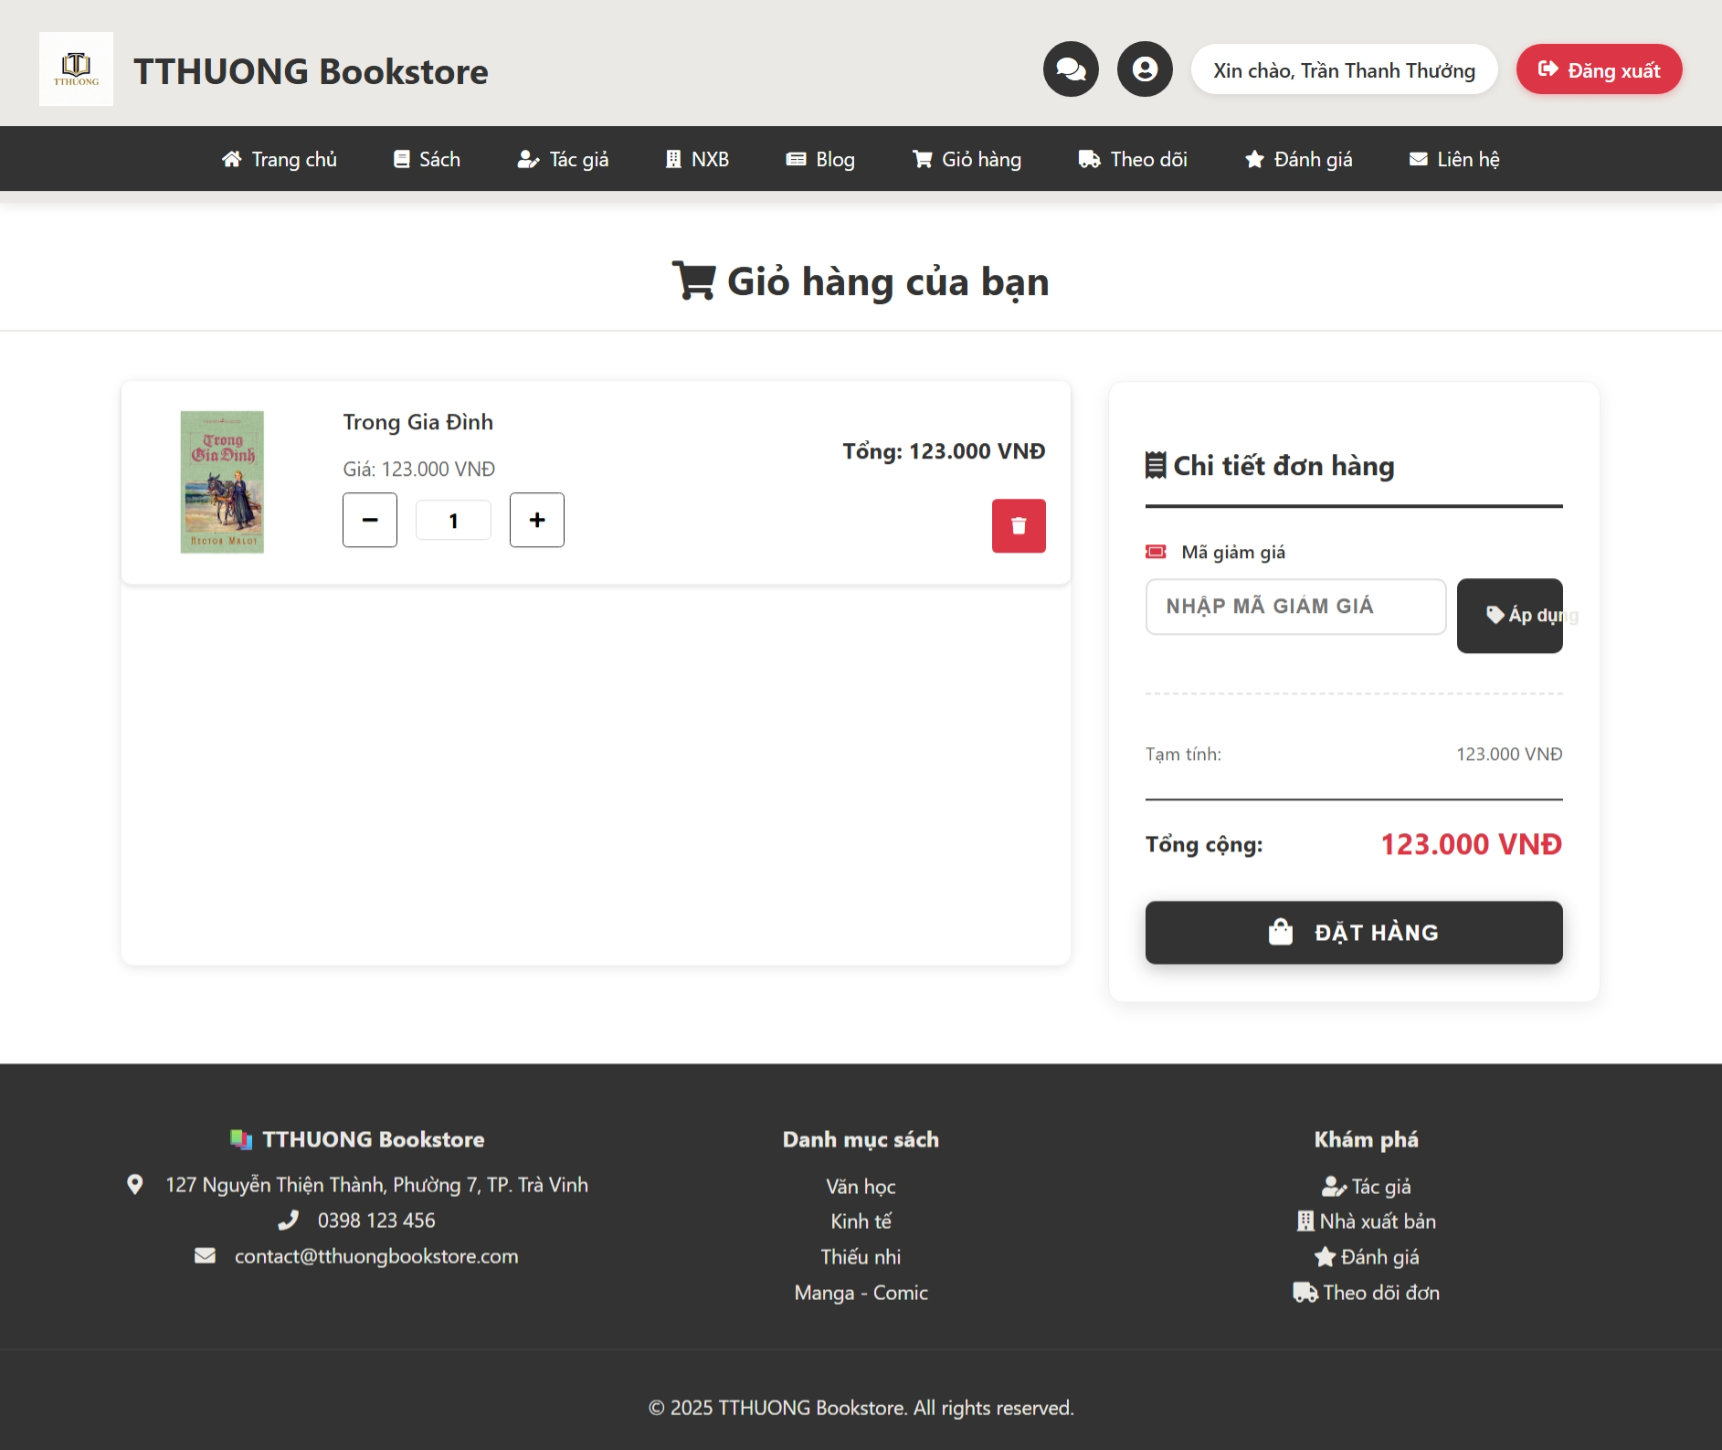 TTHUONG
TTHUONG Bookstore
Xin chào, Trần Thanh Thưởng
Đăng xuất
Trang chủ
Sách
Tác giả
NXB
Blog
Giỏ hàng
Theo dõi
Đánh giá
Liên hệ
Giỏ hàng của bạn
Trong Gia Đình
HECTOR MALOT
Trong Gia Đình
Giá: 123.000 VNĐ
1
Tổng: 123.000 VNĐ
Chi tiết đơn hàng
Mã giảm giá
NHẬP MÃ GIẢM GIÁ
Áp dụng
Tạm tính: 123.000 VNĐ
Tổng cộng: 123.000 VNĐ
ĐẶT HÀNG
TTHUONG Bookstore
127 Nguyễn Thiện Thành, Phường 7, TP. Trà Vinh
0398 123 456
contact@tthuongbookstore.com
Danh mục sách
Văn học
Kinh tế
Thiếu nhi
Manga - Comic
Khám phá
Tác giả
Nhà xuất bản
Đánh giá
Theo dõi đơn
© 2025 TTHUONG Bookstore. All rights reserved.